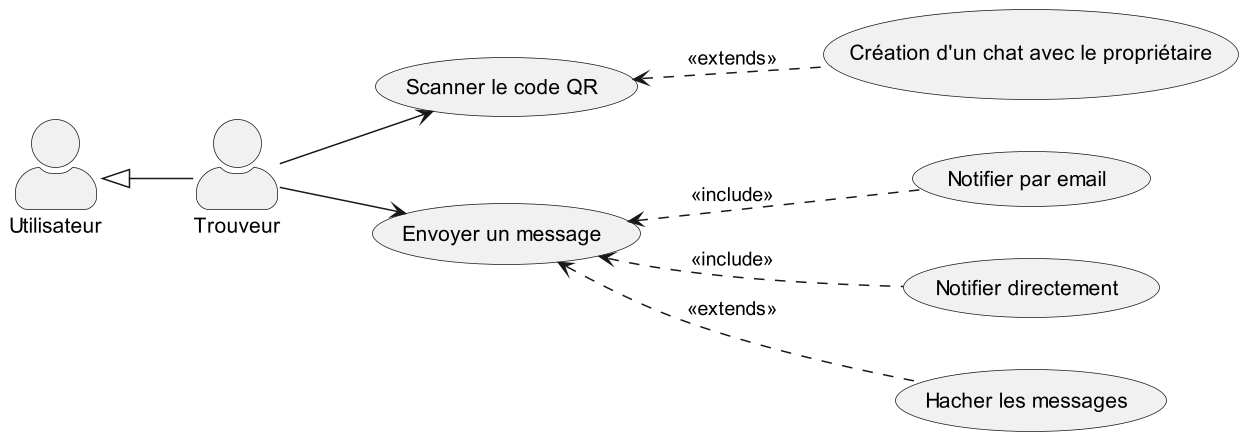 Utilisateur
Trouveur
Scanner le code QR
«extends»
Création d'un chat avec le propriétaire
Envoyer un message
«include»
Notifier par email
«include»
Notifier directement
«extends»
Hacher les messages